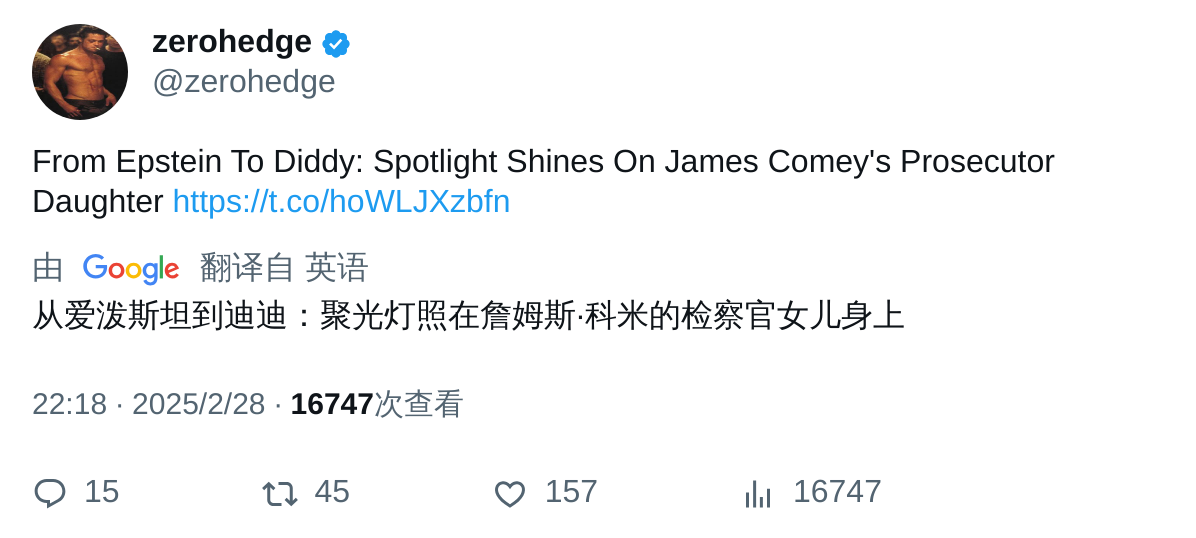 zerohedge
@zerohedge
From Epstein To Diddy: Spotlight Shines On James Comey's Prosecutor
Daughter https://t.co/hoWLJXzbfn
由 Google 翻译自 英语
从爱泼斯坦到迪迪：聚光灯照在詹姆斯·科米的检察官女儿身上
22:18 · 2025/2/28 · 16747次查看
15 45 157 16747